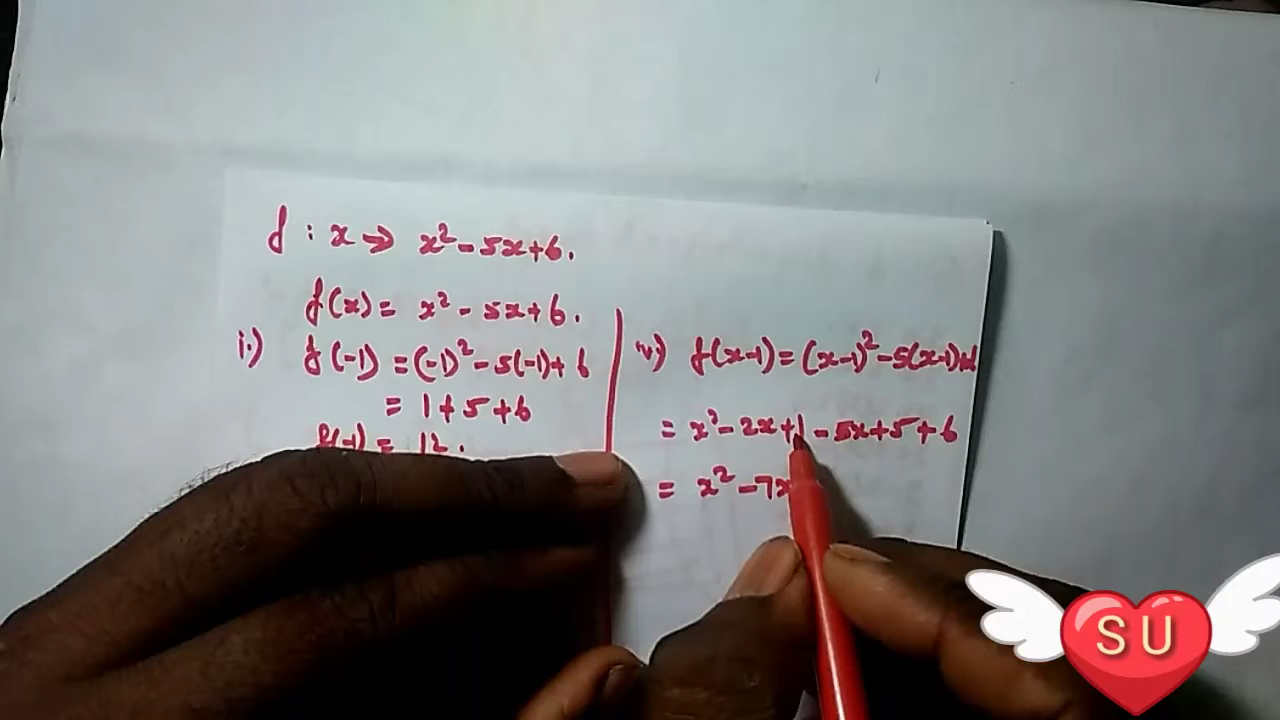 f : x → x² - 5x + 6.
f(x) = x² - 5x + 6.
i.) f(-1) = (-1)² - 5(-1) + 6
= 1 + 5 + 6
f(-1) = 12.
iv) f(x-1) = (x-1)² - 5(x-1) + 6
= x² - 2x + 1 - 5x + 5 + 6
= x² - 7x
SU